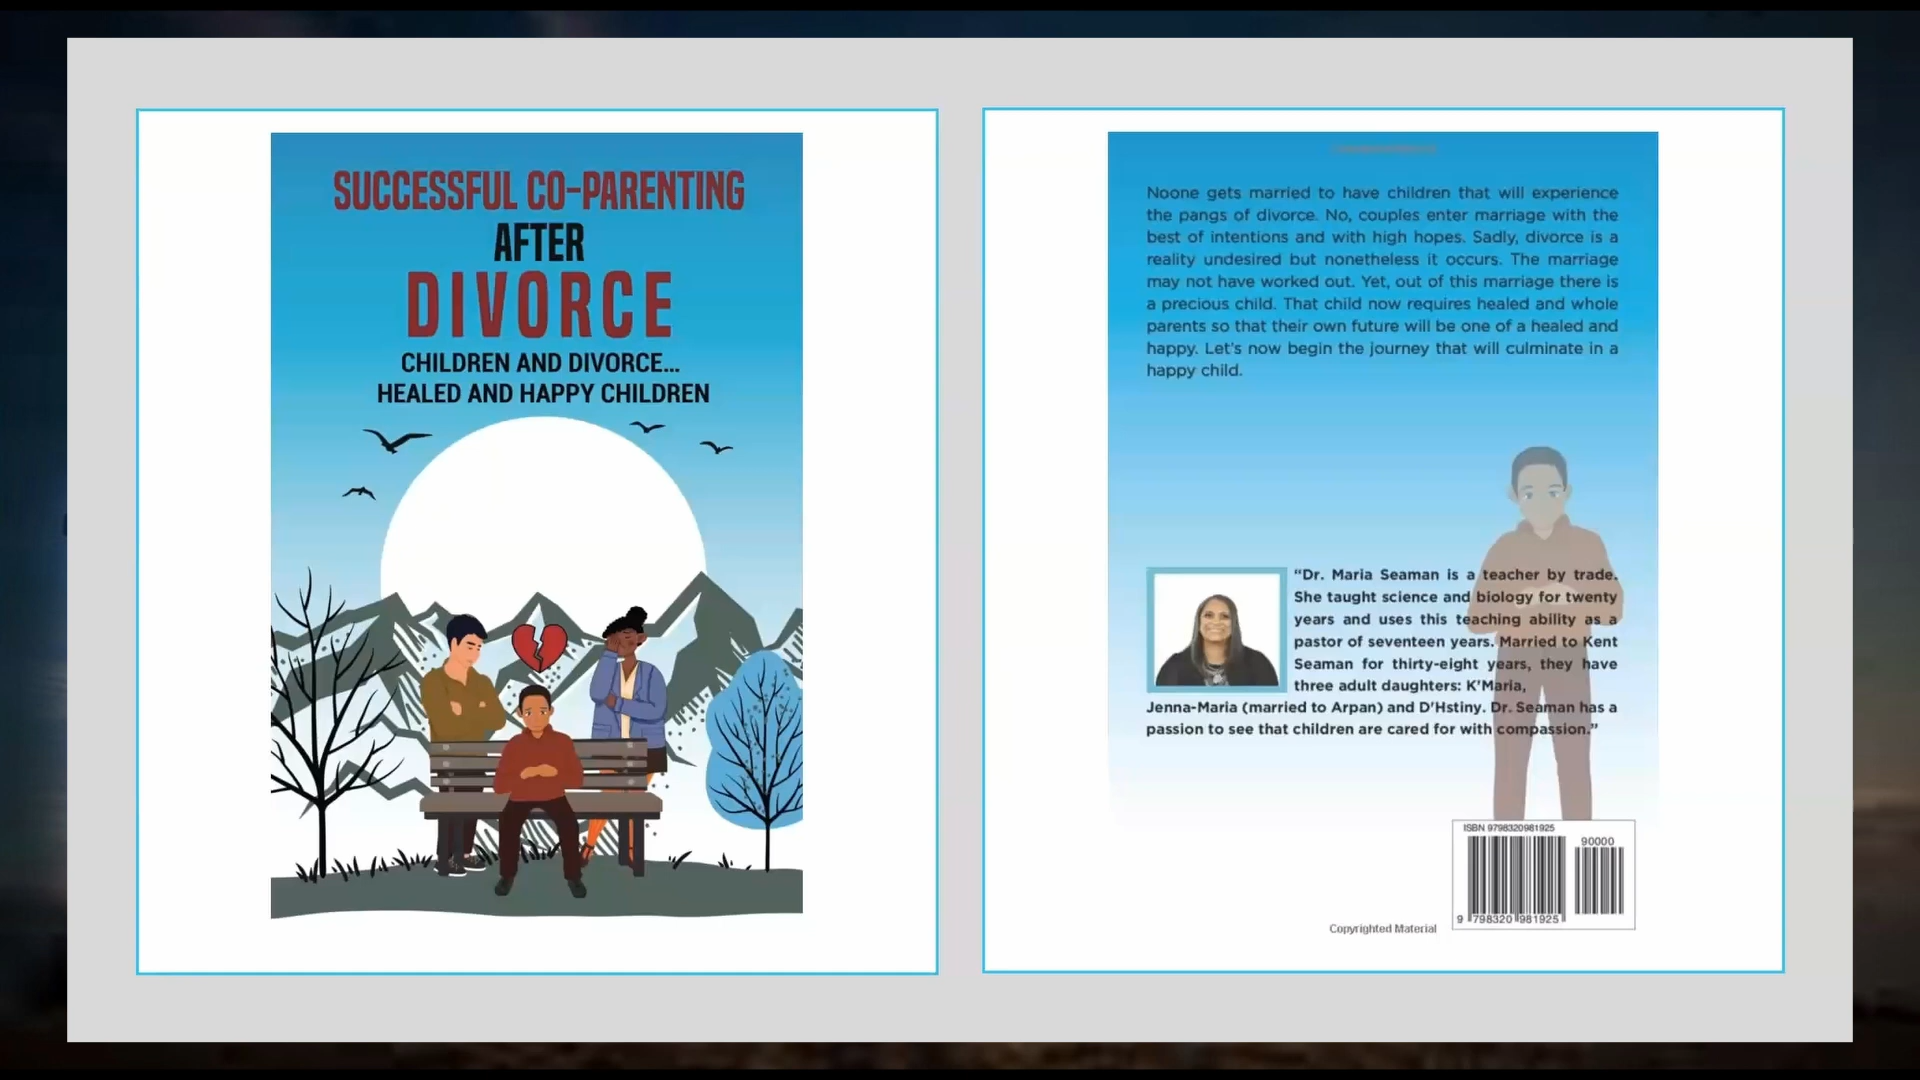 SUCCESSFUL CO-PARENTING
AFTER
DIVORCE
CHILDREN AND DIVORCE...
HEALED AND HAPPY CHILDREN
Noone gets married to have children that will experience
the pangs of divorce. No, couples enter marriage with the
best of intentions and with high hopes. Sadly, divorce is a
reality undesired but nonetheless it occurs. The marriage
may not have worked out. Yet, out of this marriage there is
a precious child. That child now requires healed and whole
parents so that their own future will be one of a healed and
happy. Let's now begin the journey that will culminate in a
happy child.
“Dr. Maria Seaman is a teacher by trade.
She taught science and biology for twenty
years and uses this teaching ability as a
pastor of seventeen years. Married to Kent
Seaman for thirty-eight years, they have
three adult daughters: K'Maria,
Jenna-Maria (married to Arpan) and D'Hstiny. Dr. Seaman has a
passion to see that children are cared for with compassion.”
ISBN 9798320981925
90000
9 798320 981925
Copyrighted Material